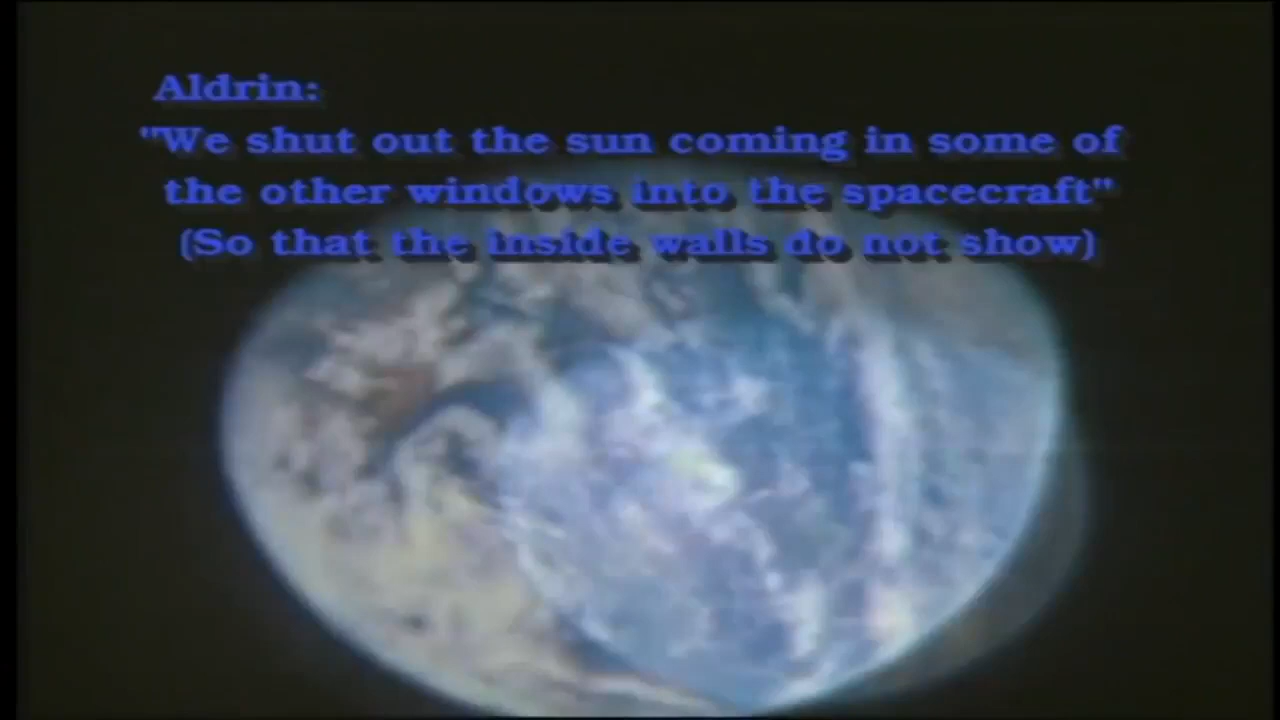 Aldrin:
"We shut out the sun coming in some of
the other windows into the spacecraft"
(So that the inside walls do not show)